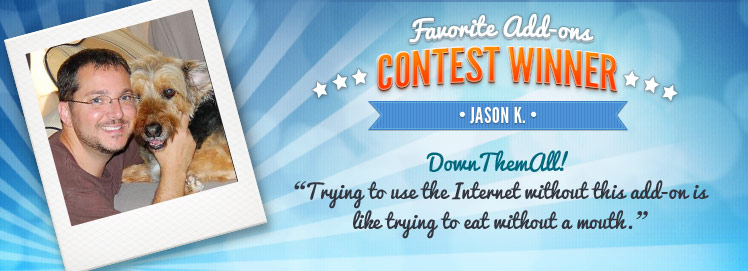 Favorite Add-ons
CONTEST WINNER
• JASON K. •
DownThemAll!
“Trying to use the Internet without this add-on is
like trying to eat without a mouth.”